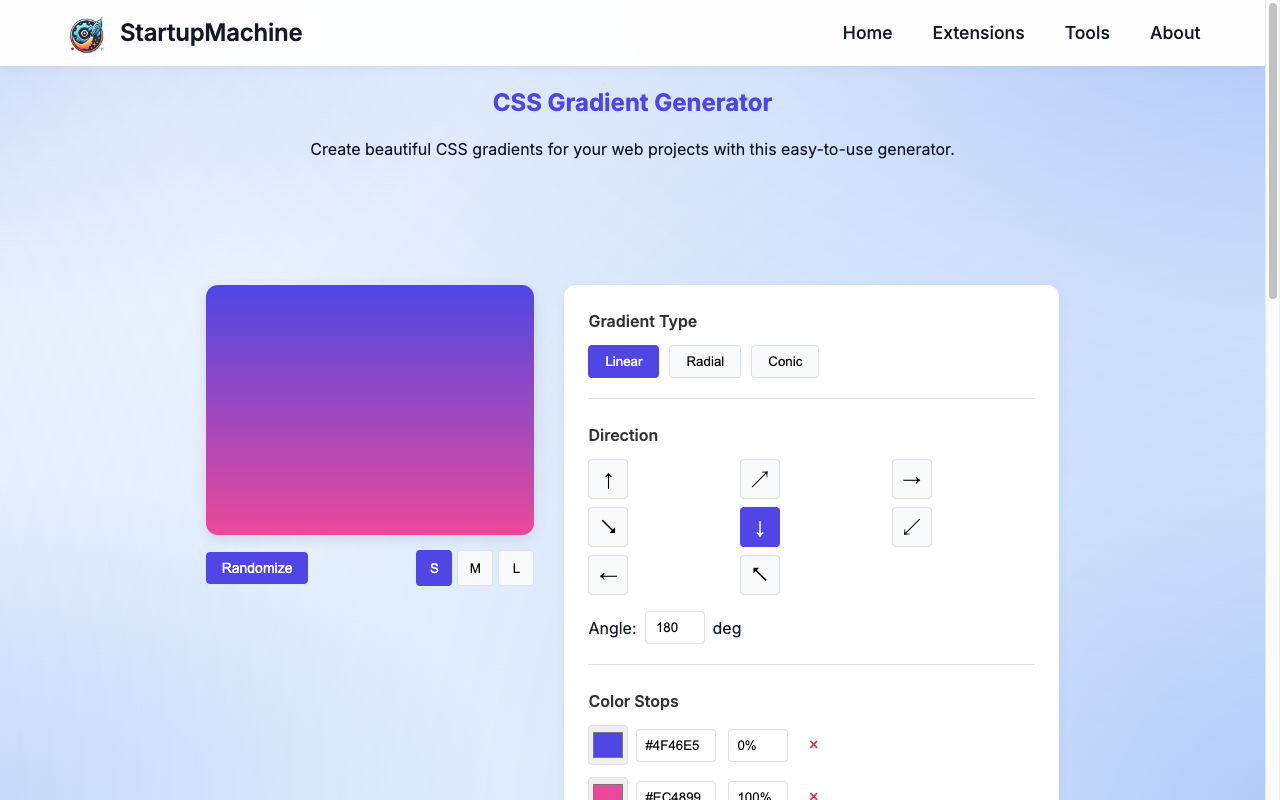 StartupMachine
Home Extensions Tools About
CSS Gradient Generator
Create beautiful CSS gradients for your web projects with this easy-to-use generator.
Gradient Type
Linear Radial Conic
Direction
↑ ↗ →
↘ ↓ ↙
← ↖
Randomize S M L
Angle: 180 deg
Color Stops
#4F46E5 0% ×
#EC4899 100% ×